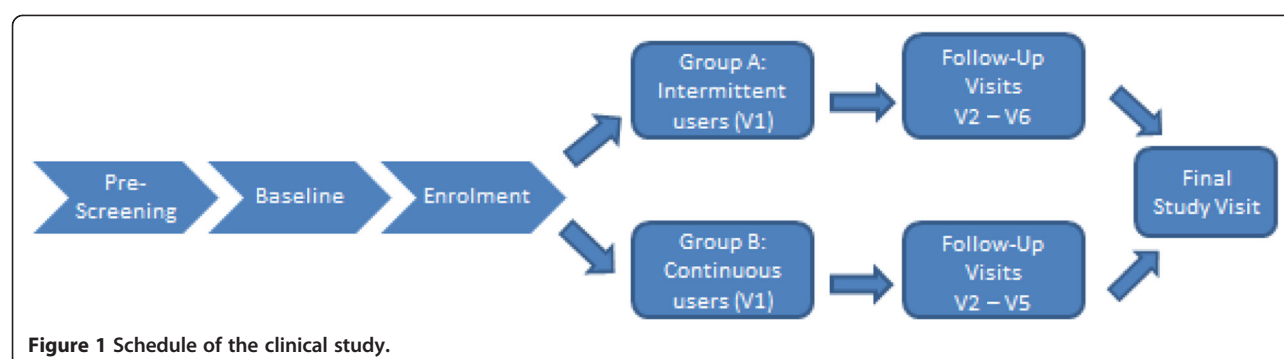 Pre-
Screening
Baseline
Enrolment
Group A:
Intermittent
users (V1)
Follow-Up
Visits
V2 – V6
Group B:
Continuous
users (V1)
Follow-Up
Visits
V2 – V5
Final
Study Visit
Figure 1 Schedule of the clinical study.